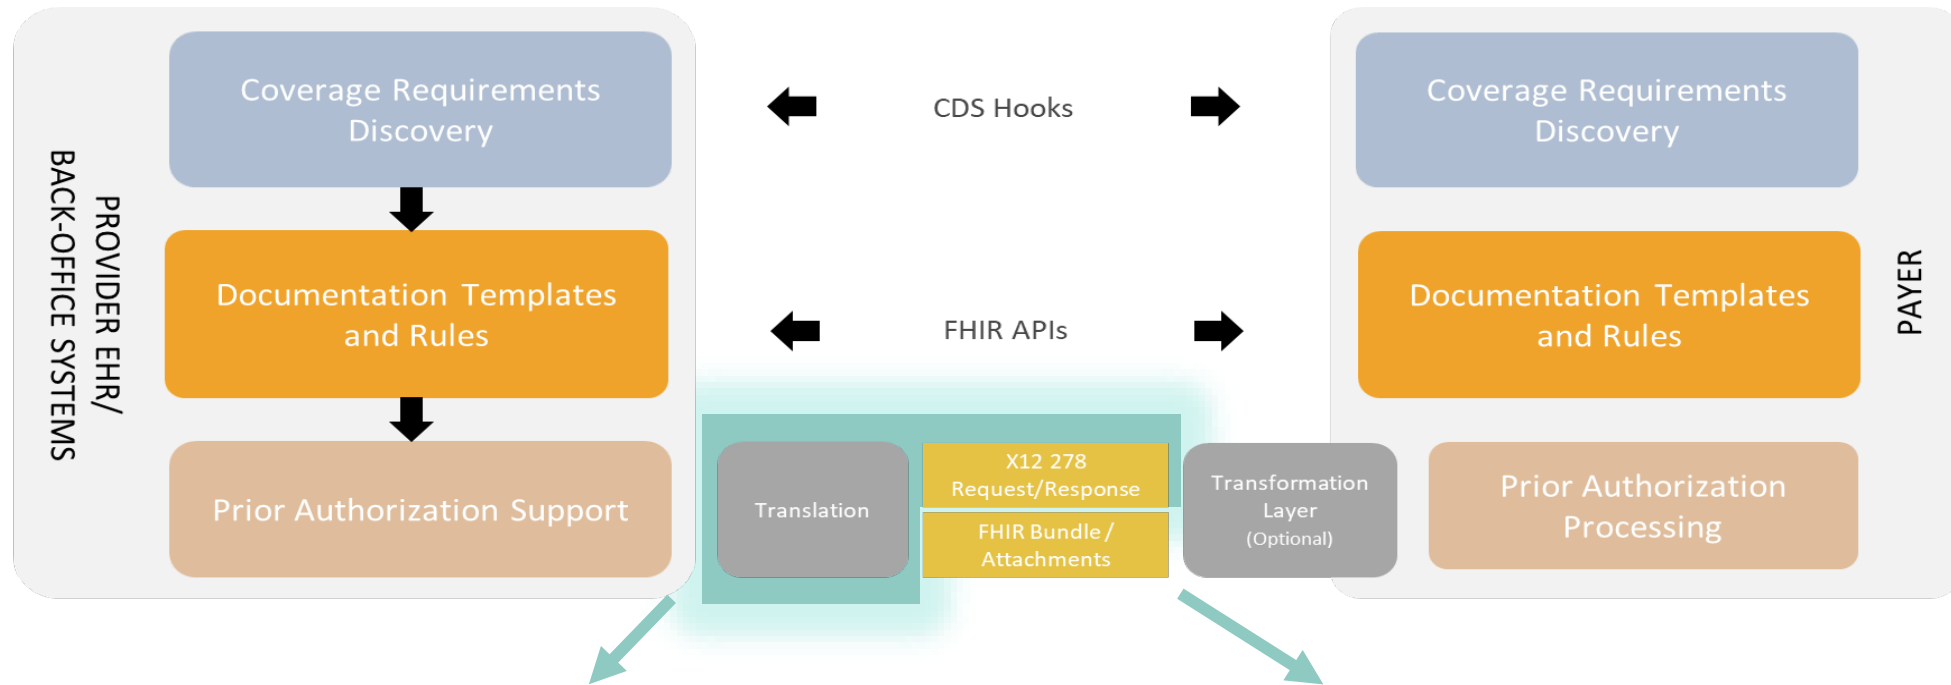 PROVIDER EHR/
BACK-OFFICE SYSTEMS
Coverage Requirements
Discovery
Documentation Templates
and Rules
Prior Authorization Support
CDS Hooks
FHIR APIs
Translation
X12 278
Request/Response
FHIR Bundle /
Attachments
Transformation
Layer
(Optional)
Coverage Requirements
Discovery
Documentation Templates
and Rules
Prior Authorization
Processing
PAYER